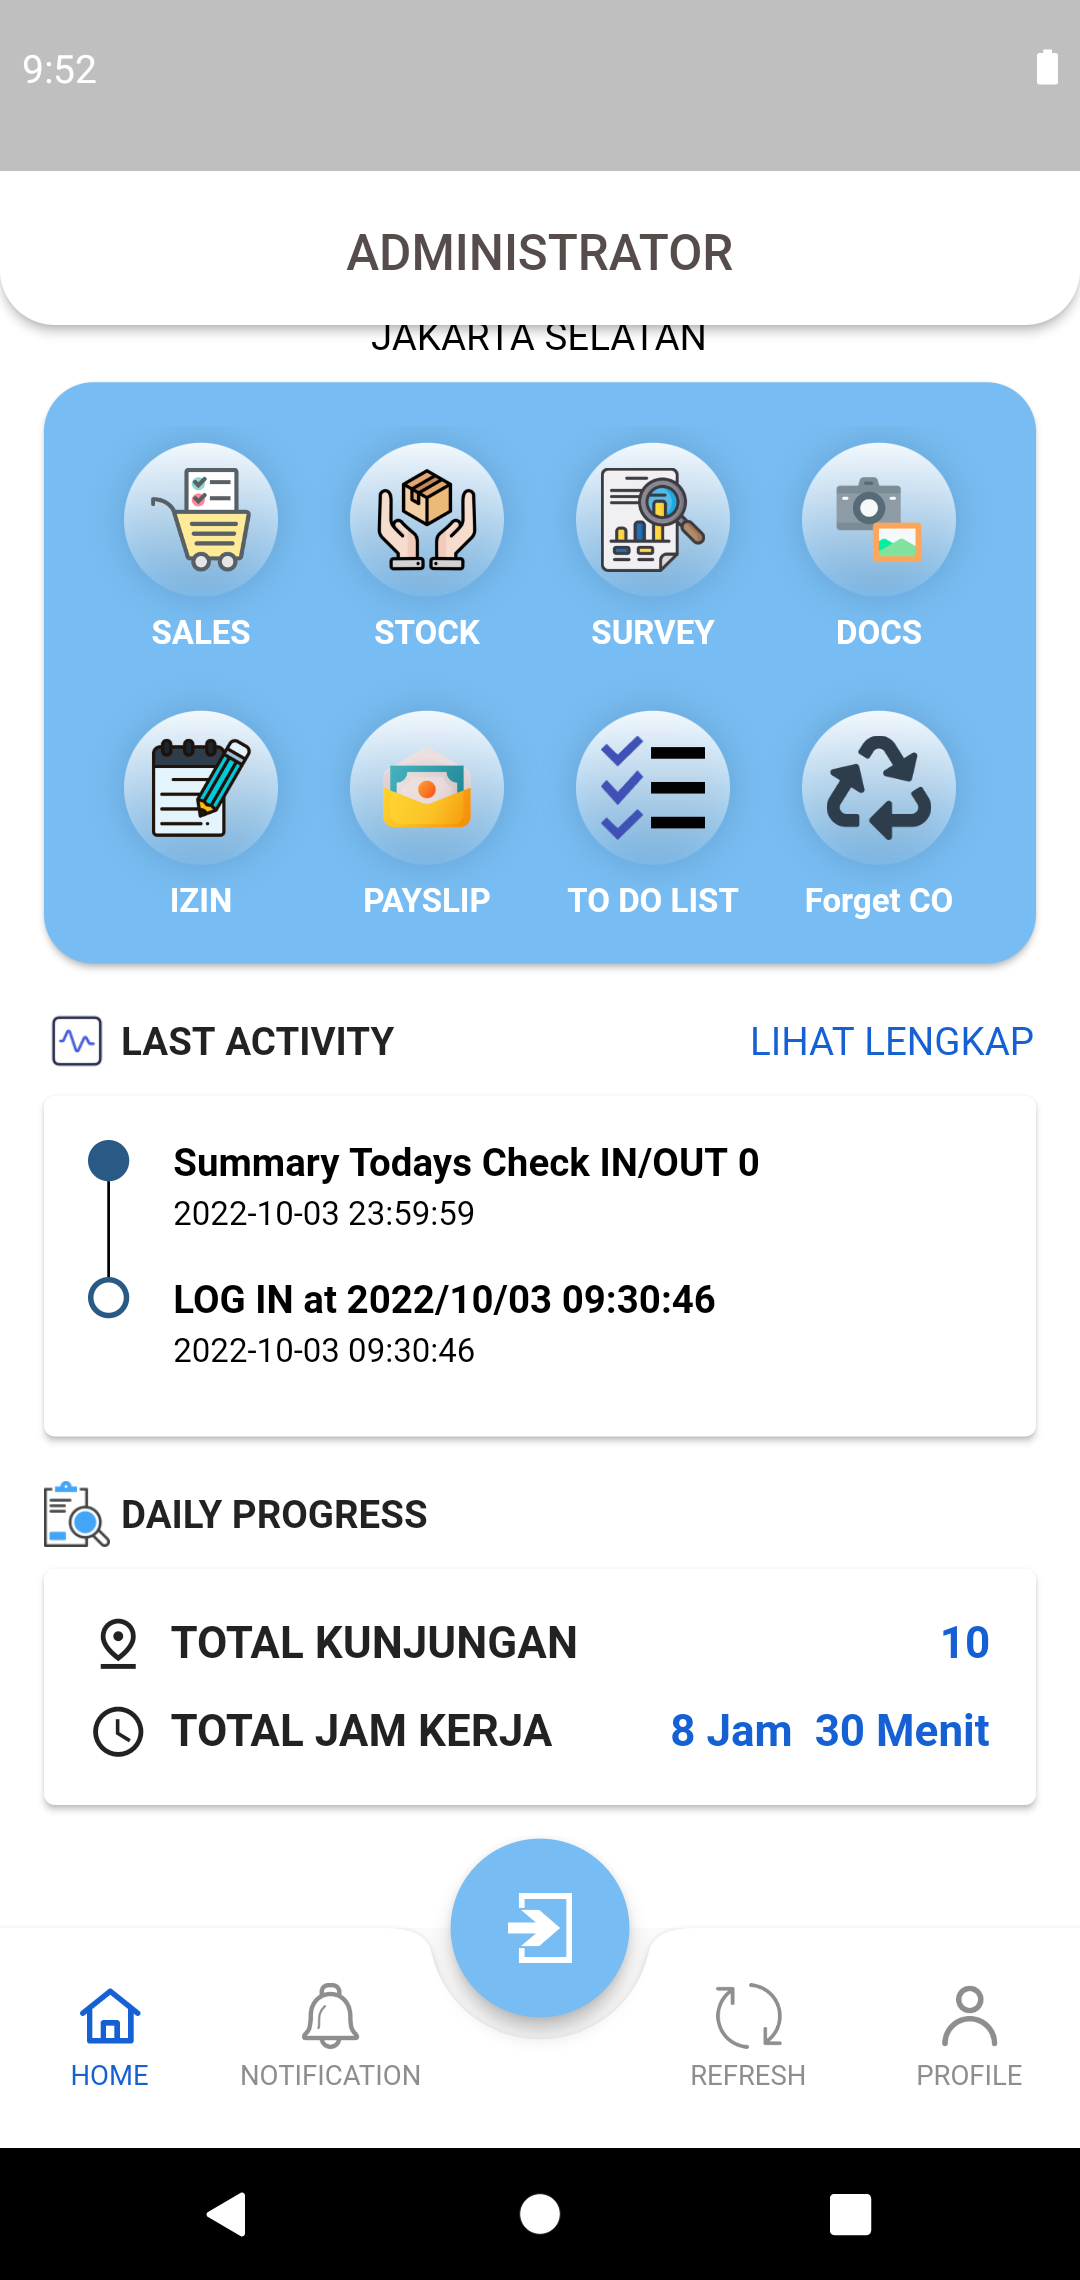 9:52
ADMINISTRATOR
JAKARTA SELATAN
SALES STOCK SURVEY DOCS
IZIN PAYSLIP TO DO LIST Forget CO
LAST ACTIVITY LIHAT LENGKAP
Summary Todays Check IN/OUT 0
2022-10-03 23:59:59
LOG IN at 2022/10/03 09:30:46
2022-10-03 09:30:46
DAILY PROGRESS
TOTAL KUNJUNGAN 10
TOTAL JAM KERJA 8 Jam 30 Menit
HOME NOTIFICATION REFRESH PROFILE